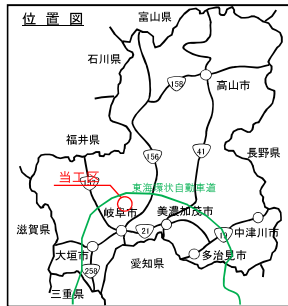 位置図
富山県
石川県
158
高山市
福井県
156
41
長野県
当工区
157
東海環状自動車道
岐阜市
美濃加茂市
滋賀県
21
19
中津川市
大垣市
愛知県
多治見市
258
三重県